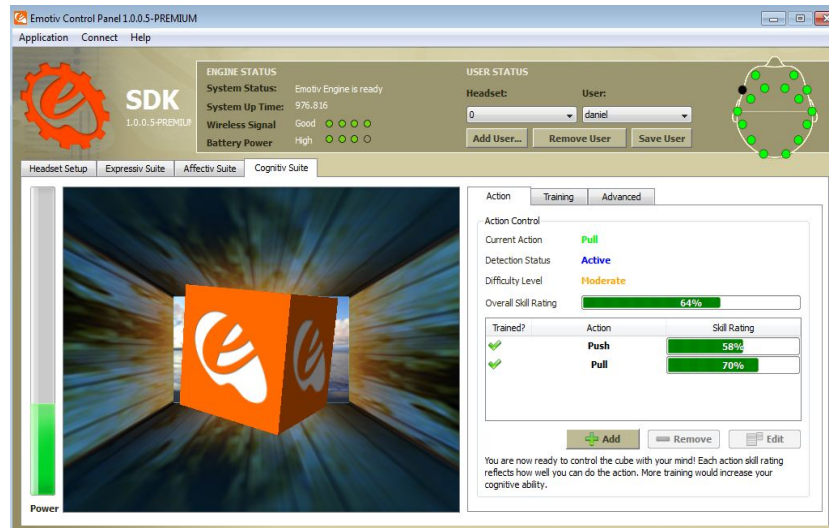 Emotiv Control Panel 1.0.0.5-PREMIUM
Application Connect Help
SDK
1.0.0.5-PREMIU
ENGINE STATUS
System Status: Emotiv Engine is ready
System Up Time: 976.816
Wireless Signal Good
Battery Power High
USER STATUS
Headset: User:
0 daniel
Add User... Remove User Save User
Headset Setup Expressiv Suite Affectiv Suite Cognitiv Suite
Power
Action Training Advanced
Action Control
Current Action Pull
Detection Status Active
Difficulty Level Moderate
Overall Skill Rating 64%
Trained? Action Skill Rating
Push 58%
Pull 70%
Add Remove Edit
You are now ready to control the cube with your mind! Each action skill rating
reflects how well you can do the action. More training would increase your
cognitive ability.